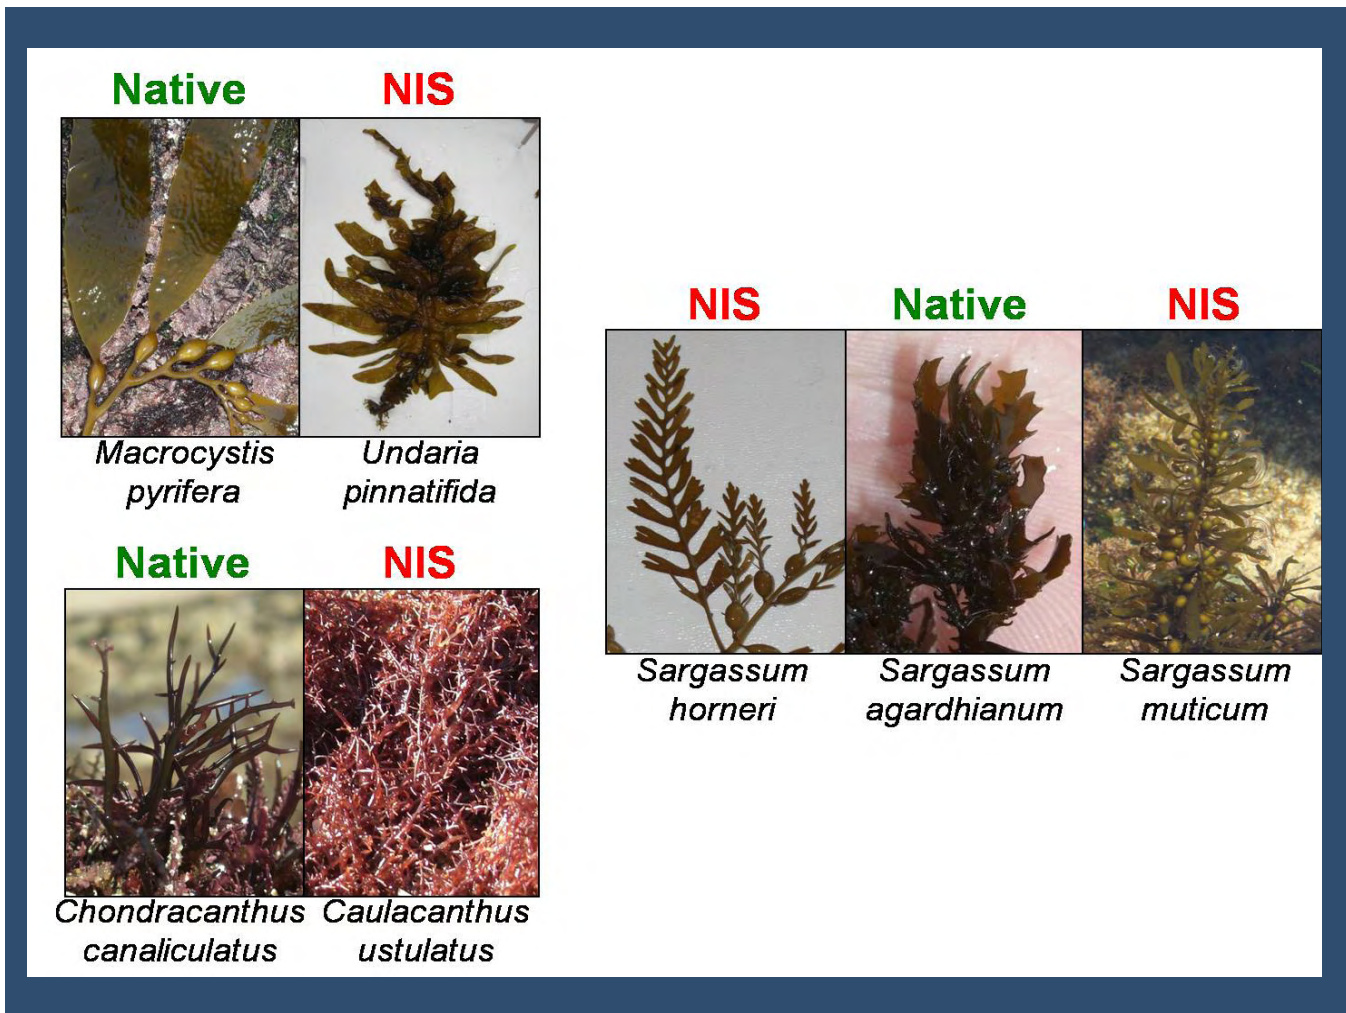 Native
NIS
Macrocystis
pyrifera
Undaria
pinnatifida
Native
NIS
Chondracanthus
canaliculatus
Caulacanthus
ustulatus
NIS
Native
NIS
Sargassum
horneri
Sargassum
agardhianum
Sargassum
muticum